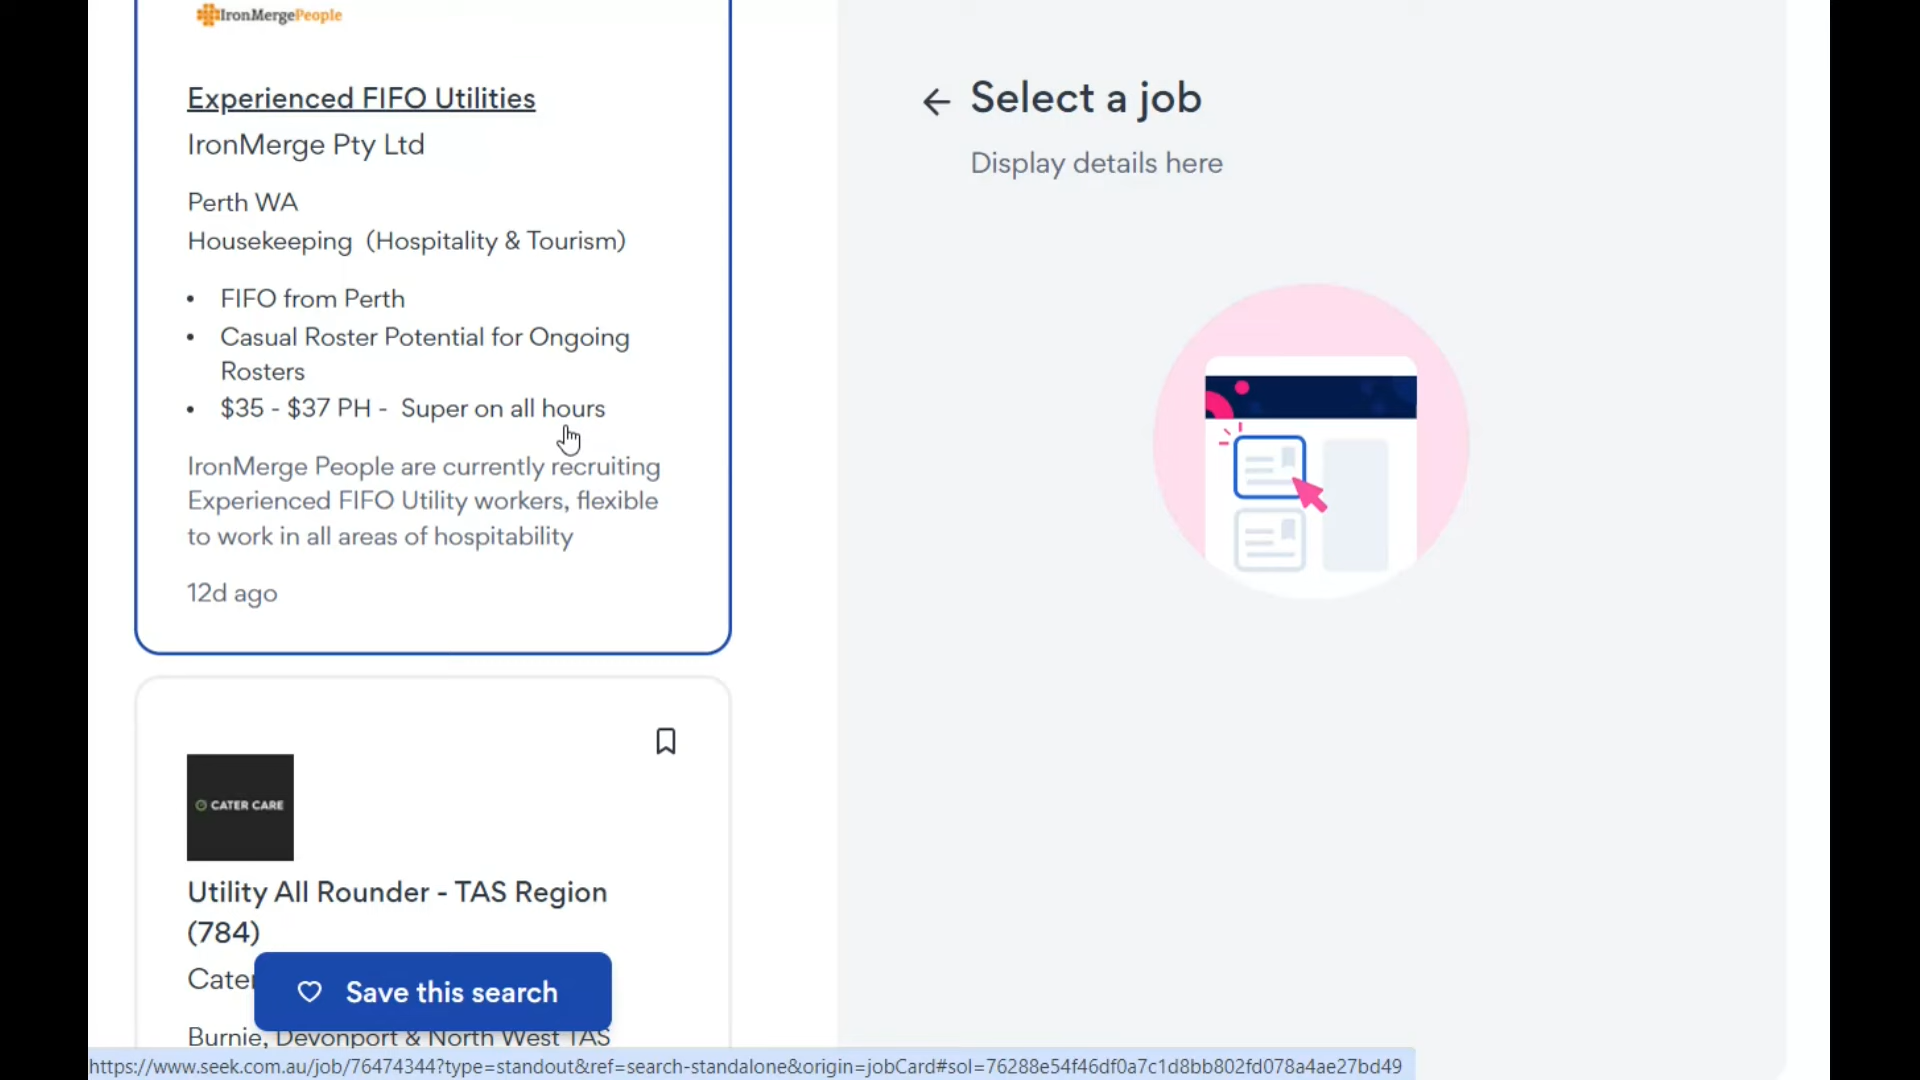 IronMergePeople
Experienced FIFO Utilities
IronMerge Pty Ltd
Perth WA
Housekeeping (Hospitality & Tourism)
• FIFO from Perth
• Casual Roster Potential for Ongoing
Rosters
• $35 - $37 PH - Super on all hours
IronMerge People are currently recruiting
Experienced FIFO Utility workers, flexible
to work in all areas of hospitability
12d ago
CATER CARE
Utility All Rounder - TAS Region
(784)
Cater
Save this search
Burnie, Devonport & North West TAS
https://www.seek.com.au/job/76474344?type=standout&ref=search-standalone&origin=jobCard#sol=76288e54f46df0a7c1d8bb802fd078a4ae27bd49
Select a job
Display details here